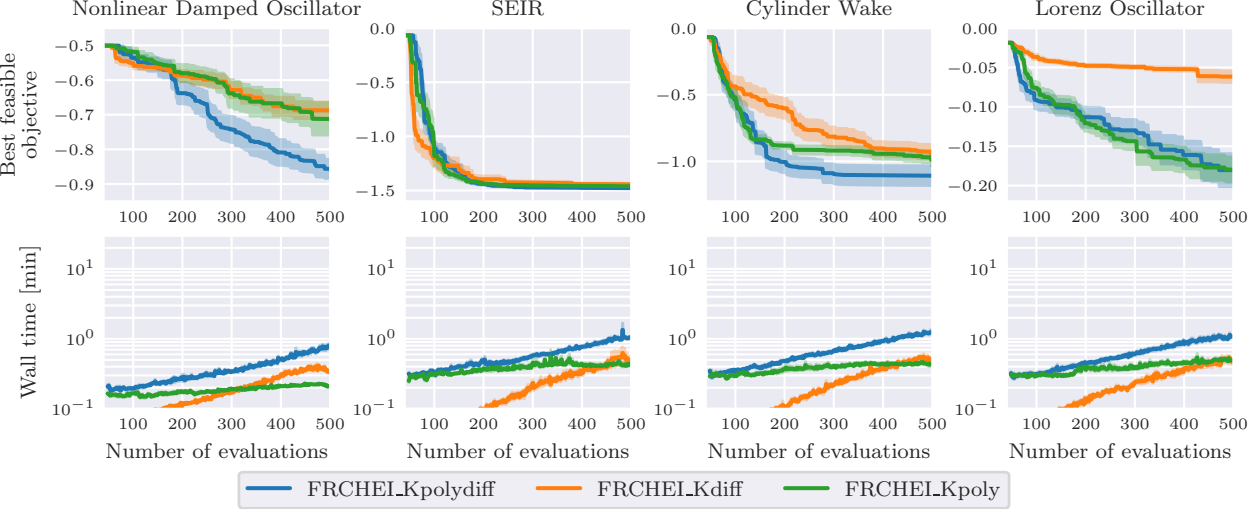 Nonlinear Damped Oscillator SEIR Cylinder Wake Lorenz Oscillator
Best feasible
objective
−0.5
−0.6
−0.7
−0.8
−0.9
100 200 300 400 500
0.0
−0.5
−1.0
−1.5
100 200 300 400 500
0.0
−0.5
−1.0
100 200 300 400 500
0.00
−0.05
−0.10
−0.15
−0.20
100 200 300 400 500
Wall time [min]
10^1
10^0
10^−1
100 200 300 400 500
10^1
10^0
10^−1
100 200 300 400 500
10^1
10^0
10^−1
100 200 300 400 500
10^1
10^0
10^−1
100 200 300 400 500
Number of evaluations Number of evaluations Number of evaluations Number of evaluations
FRCHEI_Kpolydiff FRCHEI_Kdiff FRCHEI_Kpoly